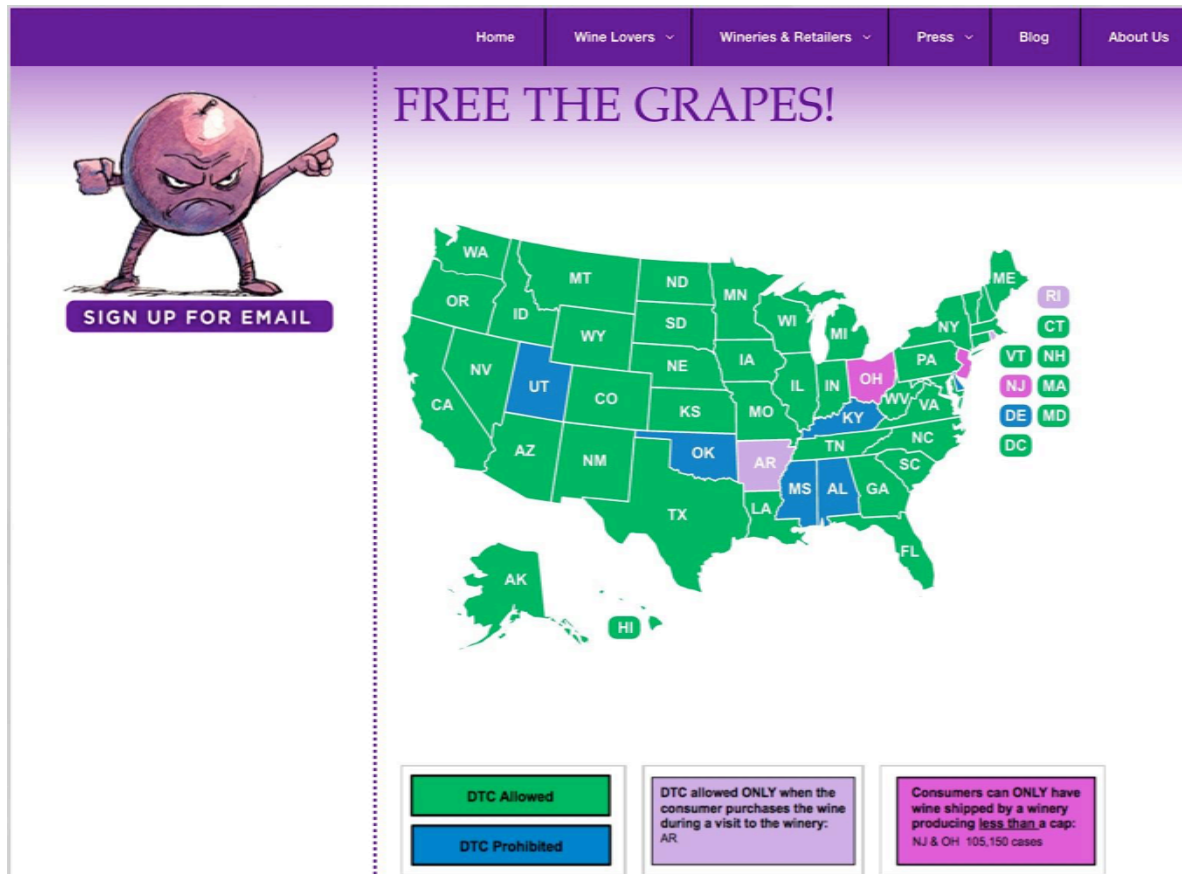 Home Wine Lovers Wineries & Retailers Press Blog About Us
FREE THE GRAPES!
SIGN UP FOR EMAIL
WA
MT
ND
MN
ME
RI
OR
ID
SD
WI
MI
NY
CT
WY
VT NH
NV
NE
IA
PA
UT
IL
IN
OH
NJ MA
CA
CO
KS
MO
WV
VA
KY
DE MD
AZ
NM
OK
AR
TN
NC
DC
SC
MS
AL
GA
TX
LA
FL
AK
HI
DTC Allowed
DTC Prohibited
DTC allowed ONLY when the
consumer purchases the wine
during a visit to the winery:
AR
Consumers can ONLY have
wine shipped by a winery
producing less than a cap:
NJ & OH 105,150 cases